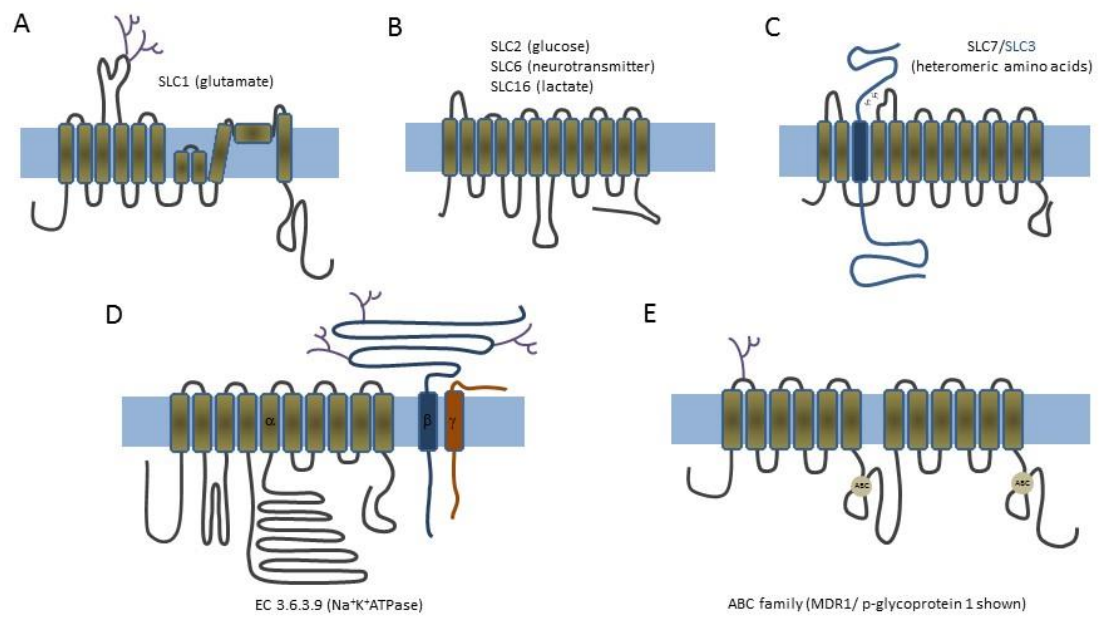 A
SLC1 (glutamate)
B
SLC2 (glucose)
SLC6 (neurotransmitter)
SLC16 (lactate)
C
SLC7/SLC3
(heteromeric amino acids)
S
S
D
α
β
γ
EC 3.6.3.9 (Na⁺K⁺ATPase)
E
ABC
ABC
ABC family (MDR1/ p-glycoprotein 1 shown)